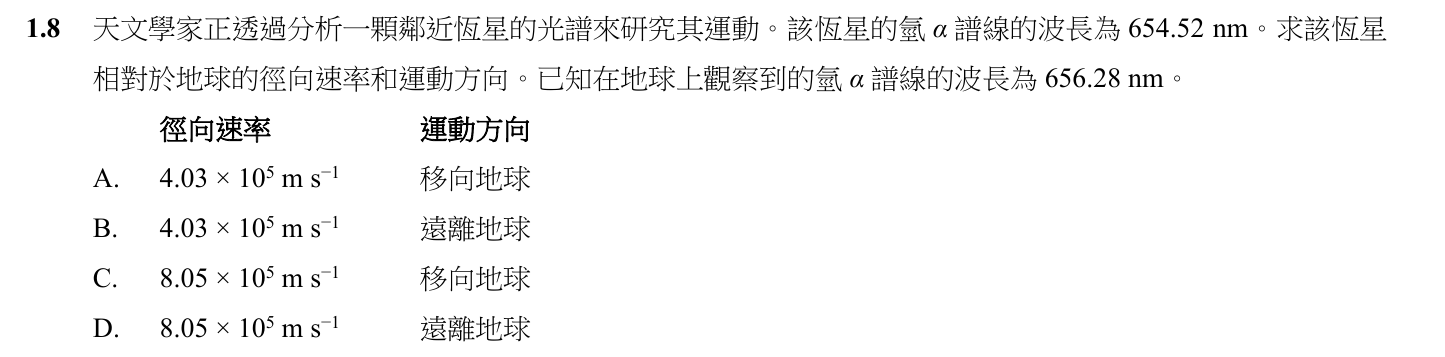 1.8 天文學家正透過分析一顆鄰近恆星的光譜來研究其運動。該恆星的氫 α 譜線的波長為 654.52 nm。求該恆星
相對於地球的徑向速率和運動方向。已知在地球上觀察到的氫 α 譜線的波長為 656.28 nm。
徑向速率 運動方向
A. 4.03 × 10⁵ m s⁻¹ 移向地球
B. 4.03 × 10⁵ m s⁻¹ 遠離地球
C. 8.05 × 10⁵ m s⁻¹ 移向地球
D. 8.05 × 10⁵ m s⁻¹ 遠離地球